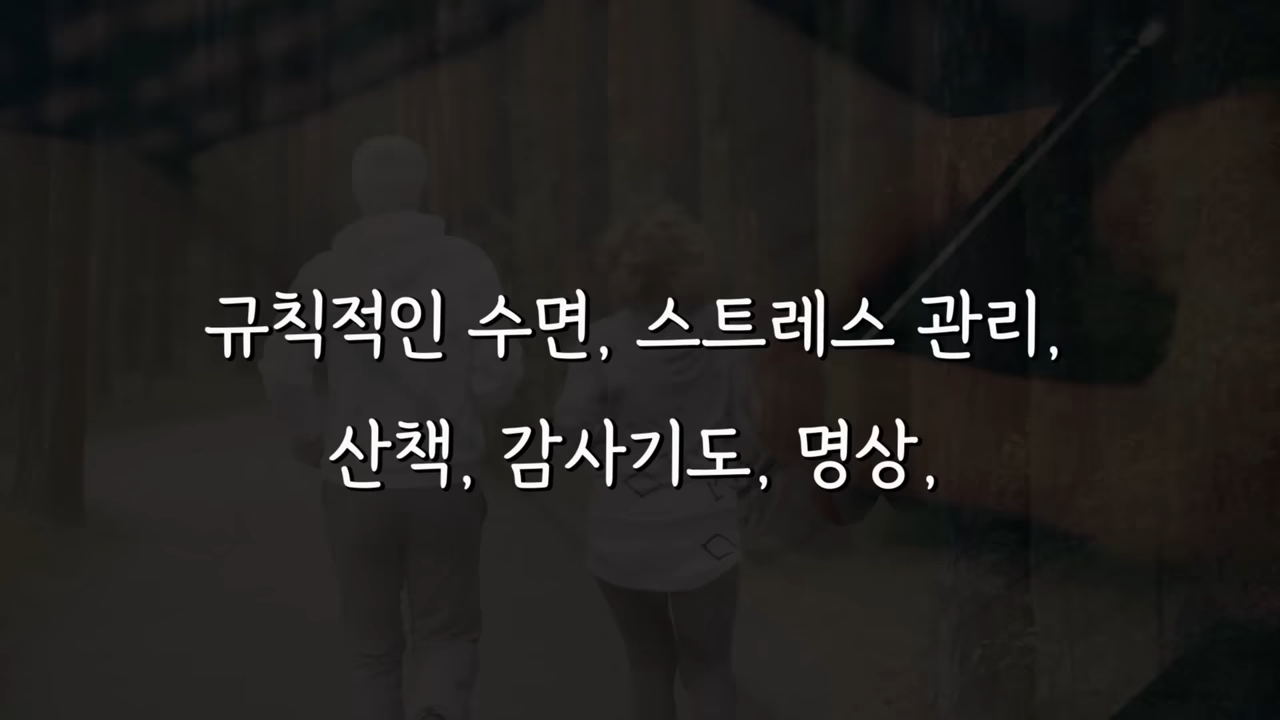 규칙적인 수면, 스트레스 관리,
산책, 감사기도, 명상,